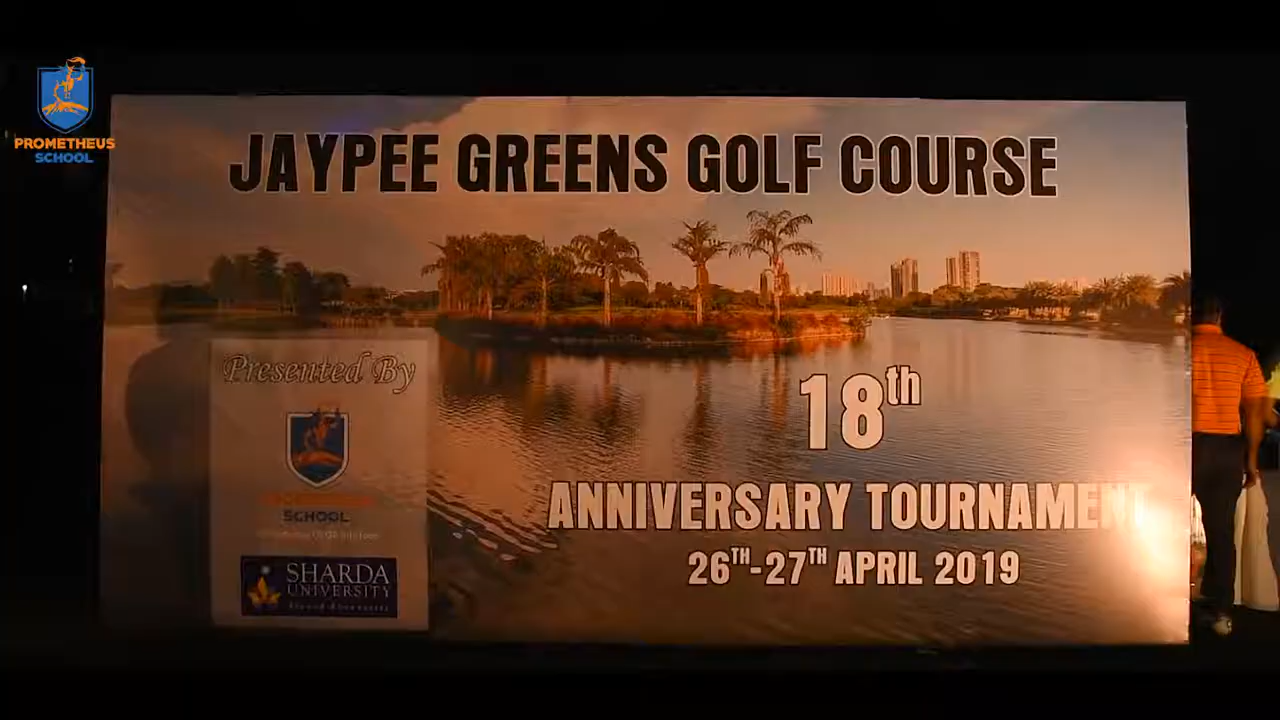 PROMETHEUS
SCHOOL
JAYPEE GREENS GOLF COURSE
Presented By
SCHOOL
SHARDA
UNIVERSITY
18th
ANNIVERSARY TOURNAMENT
26TH-27TH APRIL 2019